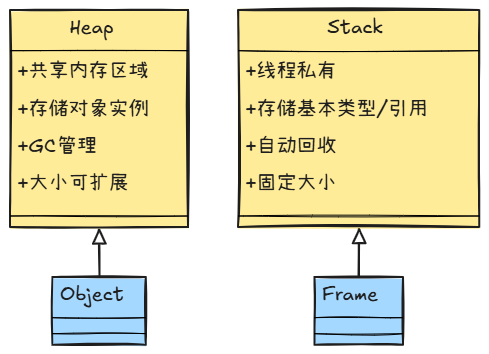 Heap
+共享内存区域
+存储对象实例
+GC管理
+大小可扩展
Object
Stack
+线程私有
+存储基本类型/引用
+自动回收
+固定大小
Frame